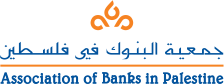 جمعية البنوك في فلسطين
Association of Banks in Palestine